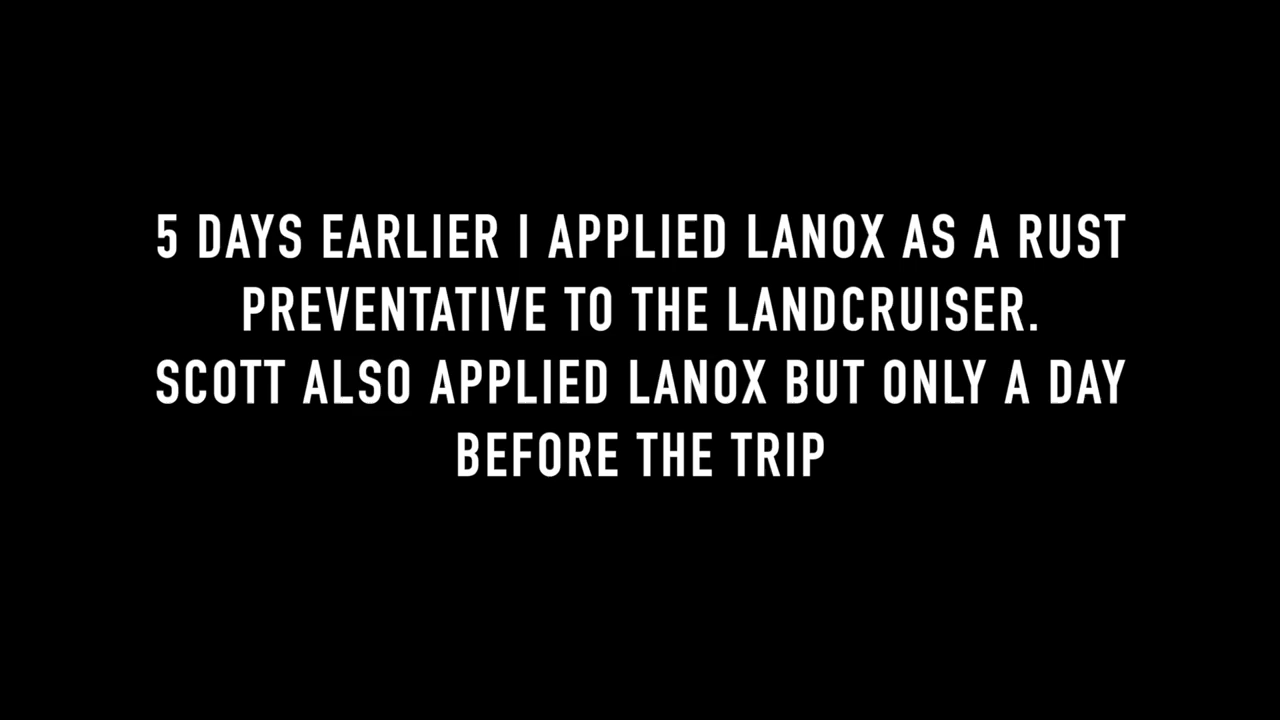 5 DAYS EARLIER I APPLIED LANOX AS A RUST
PREVENTATIVE TO THE LANDCRUISER.
SCOTT ALSO APPLIED LANOX BUT ONLY A DAY
BEFORE THE TRIP